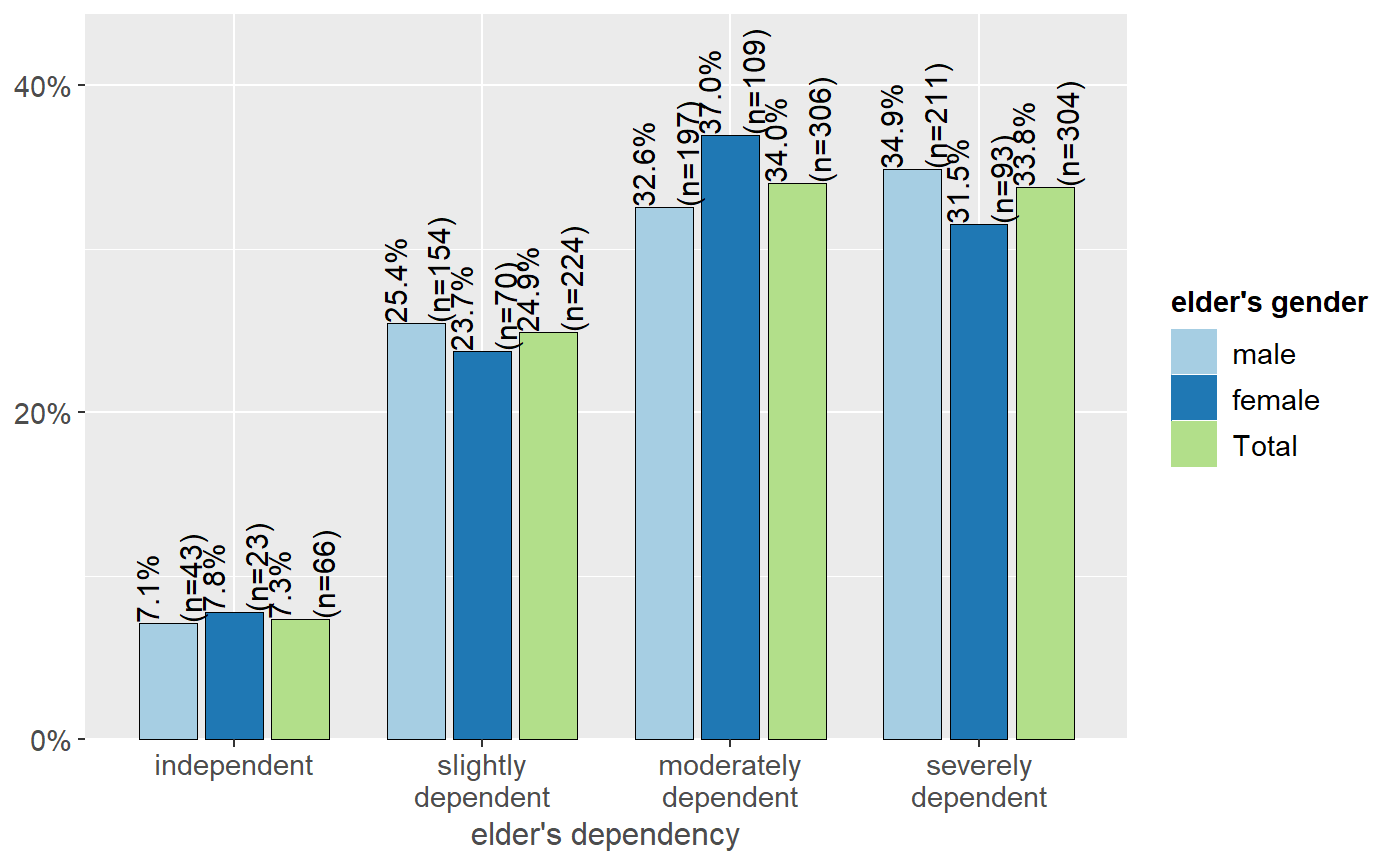 40%
20%
0%
7.1%
(n=43)
7.8%
(n=23)
7.3%
(n=66)
25.4%
(n=154)
23.7%
(n=70)
24.9%
(n=224)
32.6%
(n=197)
37.0%
(n=109)
34.0%
(n=306)
34.9%
(n=211)
31.5%
(n=93)
33.8%
(n=304)
independent
slightly
dependent
moderately
dependent
severely
dependent
elder's dependency
elder's gender
male
female
Total